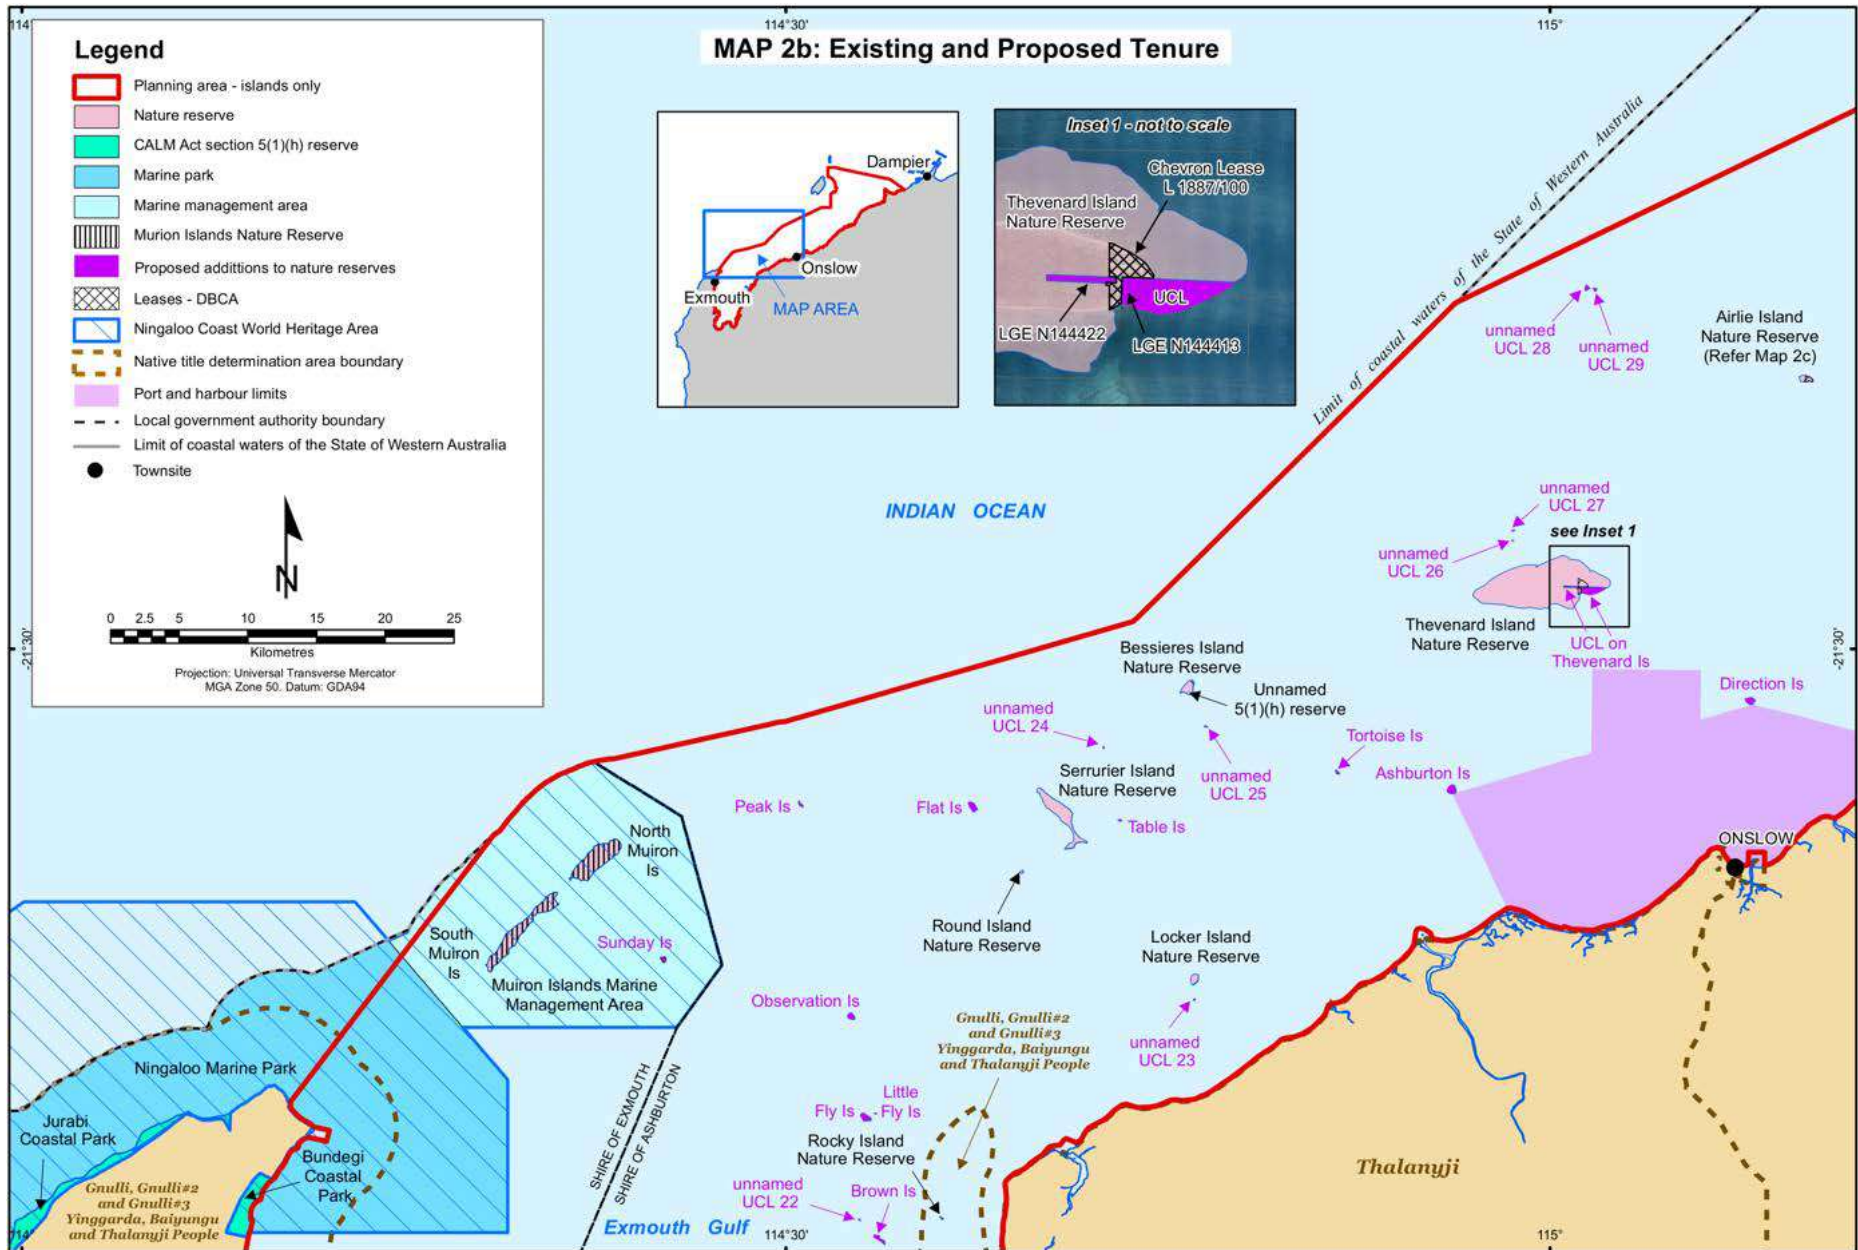 114°
114°30'
115°
MAP 2b: Existing and Proposed Tenure
Legend
Planning area - islands only
Nature reserve
CALM Act section 5(1)(h) reserve
Marine park
Marine management area
Murion Islands Nature Reserve
Proposed additions to nature reserves
Leases - DBCA
Ningaloo Coast World Heritage Area
Native title determination area boundary
Port and harbour limits
Local government authority boundary
Limit of coastal waters of the State of Western Australia
Townsite
N
0 2.5 5 10 15 20 25
Kilometres
Projection: Universal Transverse Mercator
MGA Zone 50. Datum: GDA94
Dampier
Onslow
Exmouth
MAP AREA
Inset 1 - not to scale
Chevron Lease
L 1887/100
Thevenard Island
Nature Reserve
UCL
LGE N144422
LGE N144413
Limit of coastal waters of the State of Western Australia
unnamed
UCL 28
unnamed
UCL 29
Airlie Island
Nature Reserve
(Refer Map 2c)
INDIAN OCEAN
unnamed
UCL 27
see Inset 1
unnamed
UCL 26
Thevenard Island
Nature Reserve
UCL on
Thevenard Is
-21°30'
-21°30'
Bessieres Island
Nature Reserve
Unnamed
5(1)(h) reserve
Direction Is
unnamed
UCL 24
Tortoise Is
Serrurier Island
Nature Reserve
unnamed
UCL 25
Ashburton Is
Peak Is
Flat Is
Table Is
North
Muiron
Is
ONSLOW
South
Muiron
Is
Sunday Is
Round Island
Nature Reserve
Locker Island
Nature Reserve
Muiron Islands Marine
Management Area
Observation Is
Gnulli, Gnulli#2
and Gnulli#3
Yinggarda, Baiyungu
and Thalanyji People
unnamed
UCL 23
Ningaloo Marine Park
SHIRE OF EXMOUTH
SHIRE OF ASHBURTON
Little
Fly Is
Fly Is
Jurabi
Coastal Park
Rocky Island
Nature Reserve
Bundegi
Coastal
Park
Thalanyji
Gnulli, Gnulli#2
and Gnulli#3
Yinggarda, Baiyungu
and Thalanyji People
unnamed
UCL 22
Brown Is
Exmouth Gulf
114°
114°30'
115°